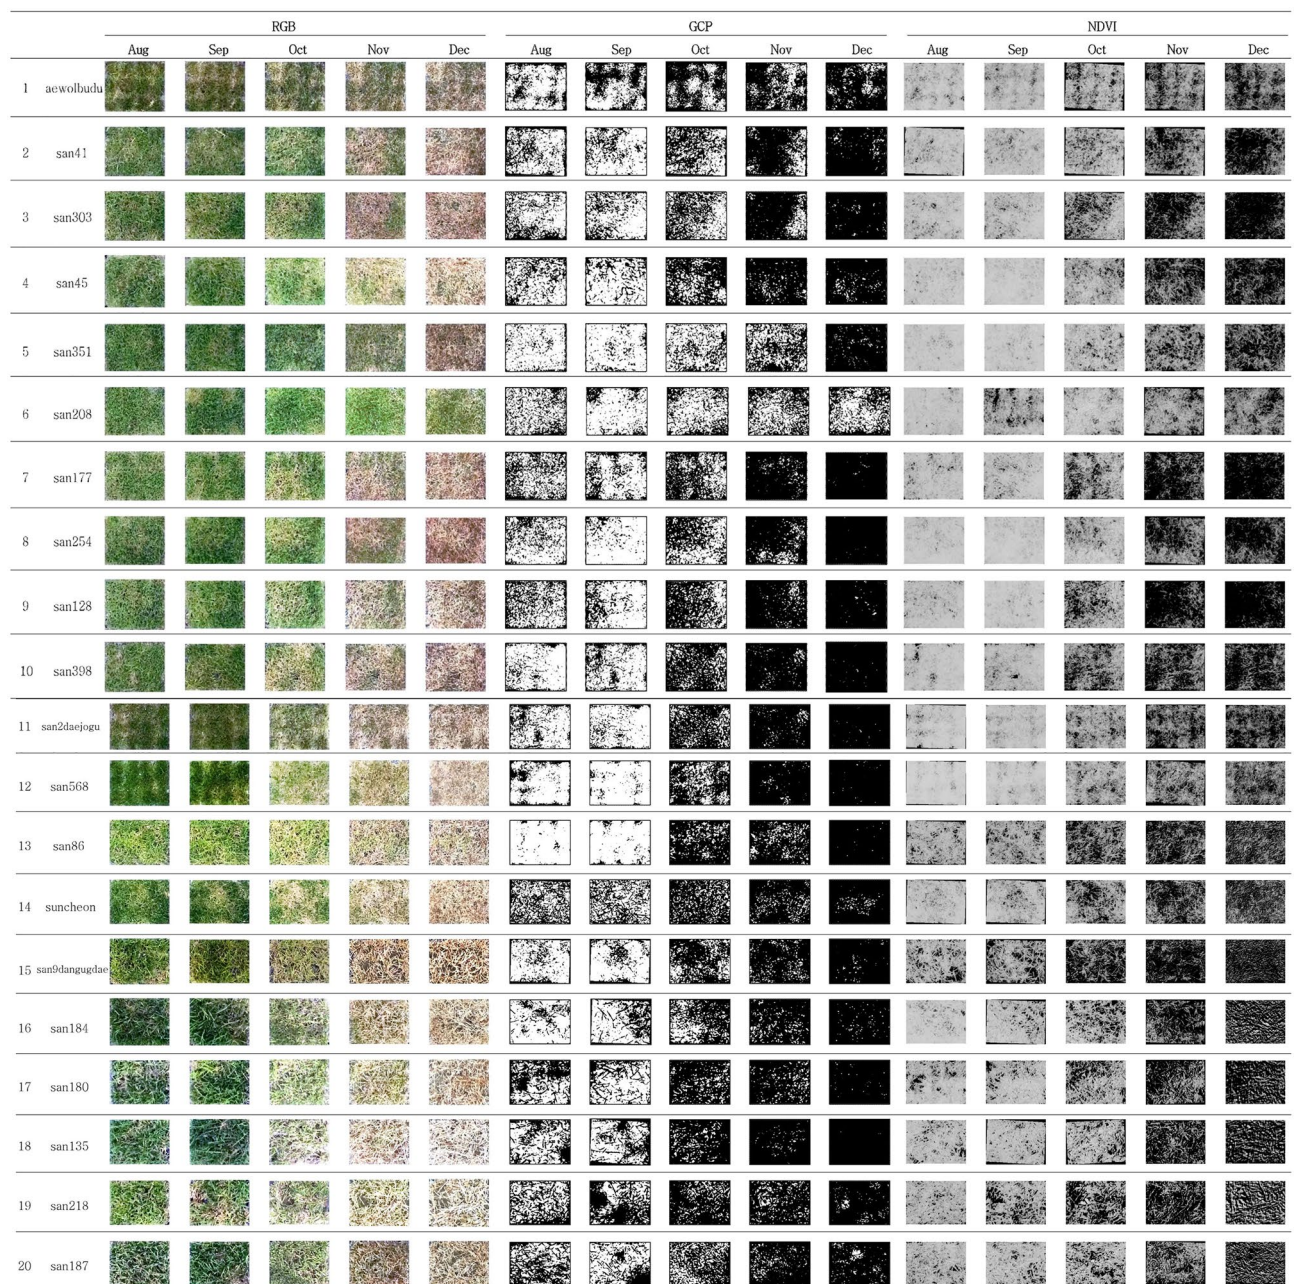 RGB GCP NDVI
Aug Sep Oct Nov Dec Aug Sep Oct Nov Dec Aug Sep Oct Nov Dec
1 aewolbudu
2 san41
3 san303
4 san45
5 san351
6 san208
7 san177
8 san254
9 san128
10 san398
11 san2daejogu
12 san568
13 san86
14 suncheon
15 san9dangugdae
16 san184
17 san180
18 san135
19 san218
20 san187